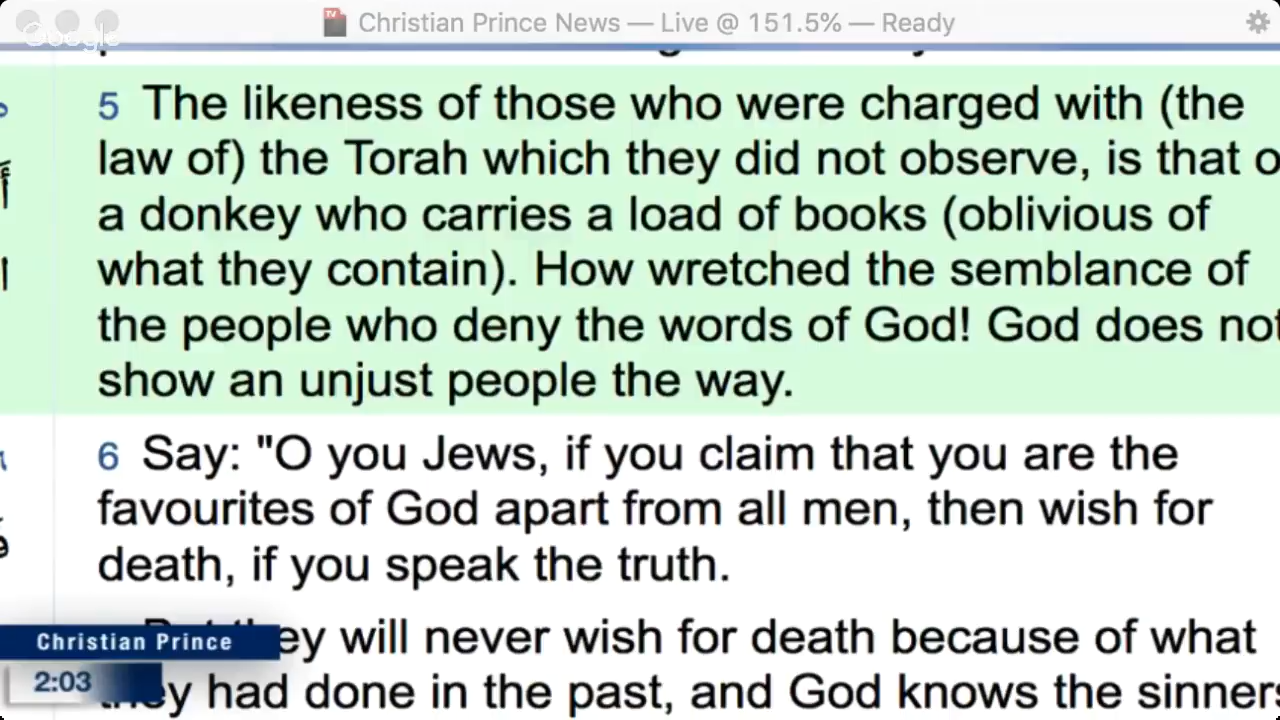 Christian Prince News — Live @ 151.5% — Ready
Google
5 The likeness of those who were charged with (the
law of) the Torah which they did not observe, is that o
a donkey who carries a load of books (oblivious of
what they contain). How wretched the semblance of
the people who deny the words of God! God does not
show an unjust people the way.
6 Say: "O you Jews, if you claim that you are the
favourites of God apart from all men, then wish for
death, if you speak the truth.
But they will never wish for death because of what
they had done in the past, and God knows the sinners
Christian Prince
2:03